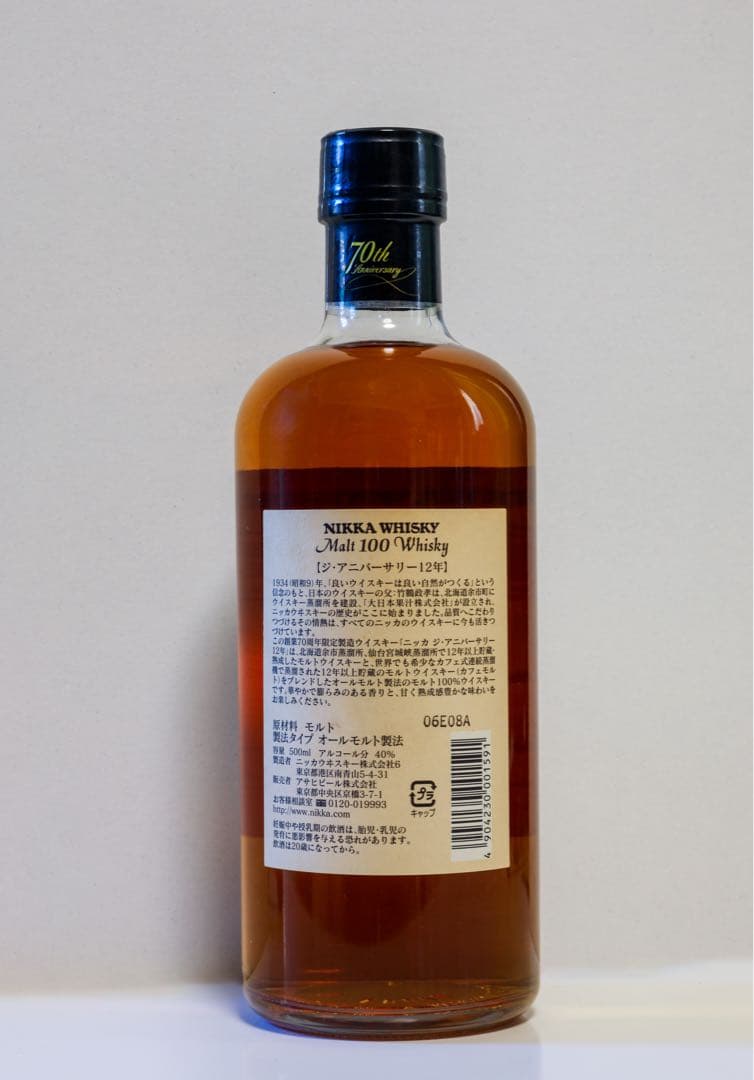 70th
Anniversary
NIKKA WHISKY
Malt 100 Whisky
【ジ・アニバーサリー12年】
1934(昭和9)年、「良いウイスキーは良い自然がつくる」という
信念のもと、日本のウイスキーの父:竹鶴政孝は、北海道余市町に
ウイスキー蒸溜所を建設、「大日本果汁株式会社」が設立され、
ニッカウヰスキーの歴史がここに始まりました。品質へこだわり
つづけるその情熱は、すべてのニッカのウイスキーに今も活きつ
づけています。
この創業70周年限定製造ウイスキー「ニッカ ジ・アニバーサリー
12年」は、北海道余市蒸溜所、仙台宮城峡蒸溜所で12年以上貯蔵・
熟成したモルトウイスキーと、世界でも希少なカフェ式連続蒸溜
機で蒸溜された12年以上貯蔵のモルトウイスキー(カフェモル
ト)をブレンドしたオールモルト製法のモルト100%ウイスキー
です。華やかで膨らみのある香りと、甘く熟成感豊かな味わいを
お楽しみください。
06E08A
原材料 モルト
製法タイプ オールモルト製法
容量 500ml アルコール分 40%
製造者 ニッカウヰスキー株式会社6
東京都港区南青山5-4-31
販売者 アサヒビール株式会社
東京都中央区京橋3-7-1
お客様相談室 0120-019993
http://www.nikka.com
妊娠中や授乳期の飲酒は、胎児・乳児の
発育に悪影響を与える恐れがあります。
飲酒は20歳になってから。
プラ
キャップ
4 904230 001591